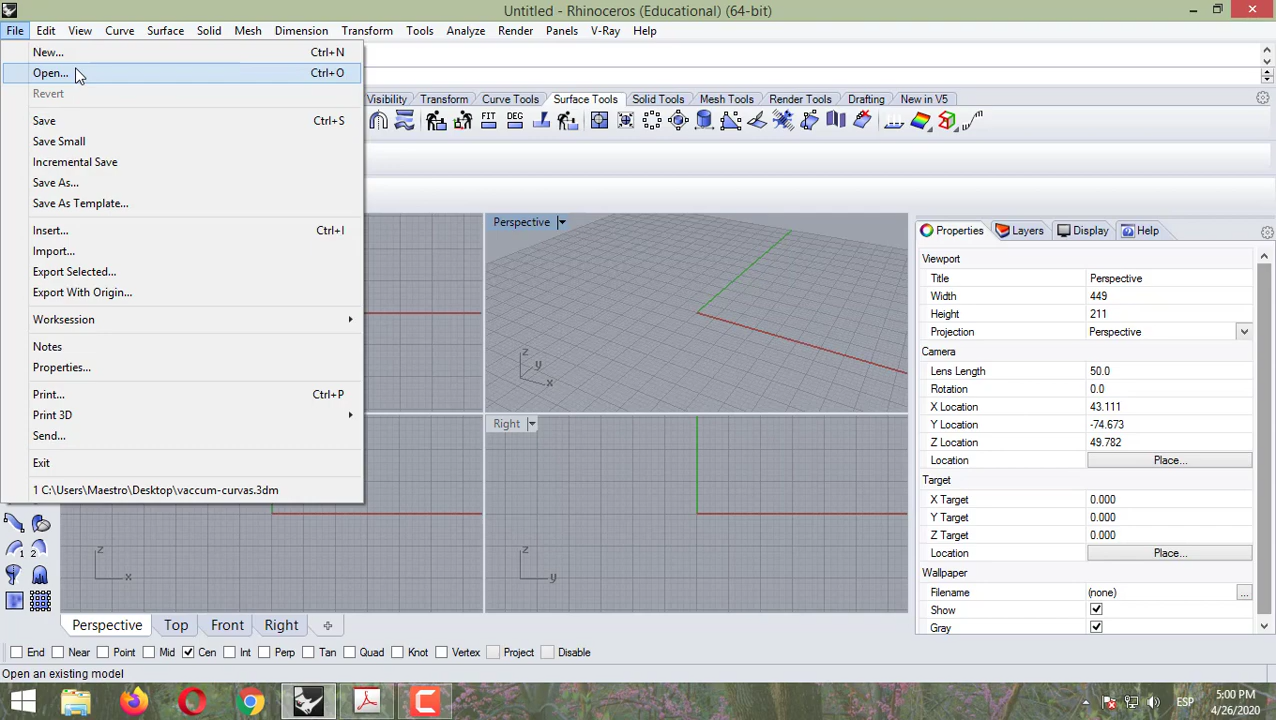 Untitled - Rhinoceros (Educational) (64-bit)
File Edit View Curve Surface Solid Mesh Dimension Transform Tools Analyze Render Panels V-Ray Help
New... Ctrl+N
Open... Ctrl+O
Revert
Save Ctrl+S
Save Small
Incremental Save
Save As...
Save As Template...
Insert... Ctrl+I
Import...
Export Selected...
Export With Origin...
Worksession
Notes
Properties...
Print... Ctrl+P
Print 3D
Send...
Exit
1 C:\Users\Maestro\Desktop\vaccum-curvas.3dm
Visibility Transform Curve Tools Surface Tools Solid Tools Mesh Tools Render Tools Drafting New in V5
FIT DEG
Perspective
z
y
x
Right
z
x
z
y
2
Properties Layers Display Help
Viewport
Title Perspective
Width 449
Height 211
Projection Perspective
Camera
Lens Length 50.0
Rotation 0.0
X Location 43.111
Y Location -74.673
Z Location 49.782
Location Place...
Target
X Target 0.000
Y Target 0.000
Z Target 0.000
Location Place...
Wallpaper
Filename (none) ...
Show
Gray
Perspective Top Front Right
End Near Point Mid Cen Int Perp Tan Quad Knot Vertex Project Disable
Open an existing model
ESP
5:00 PM
4/26/2020